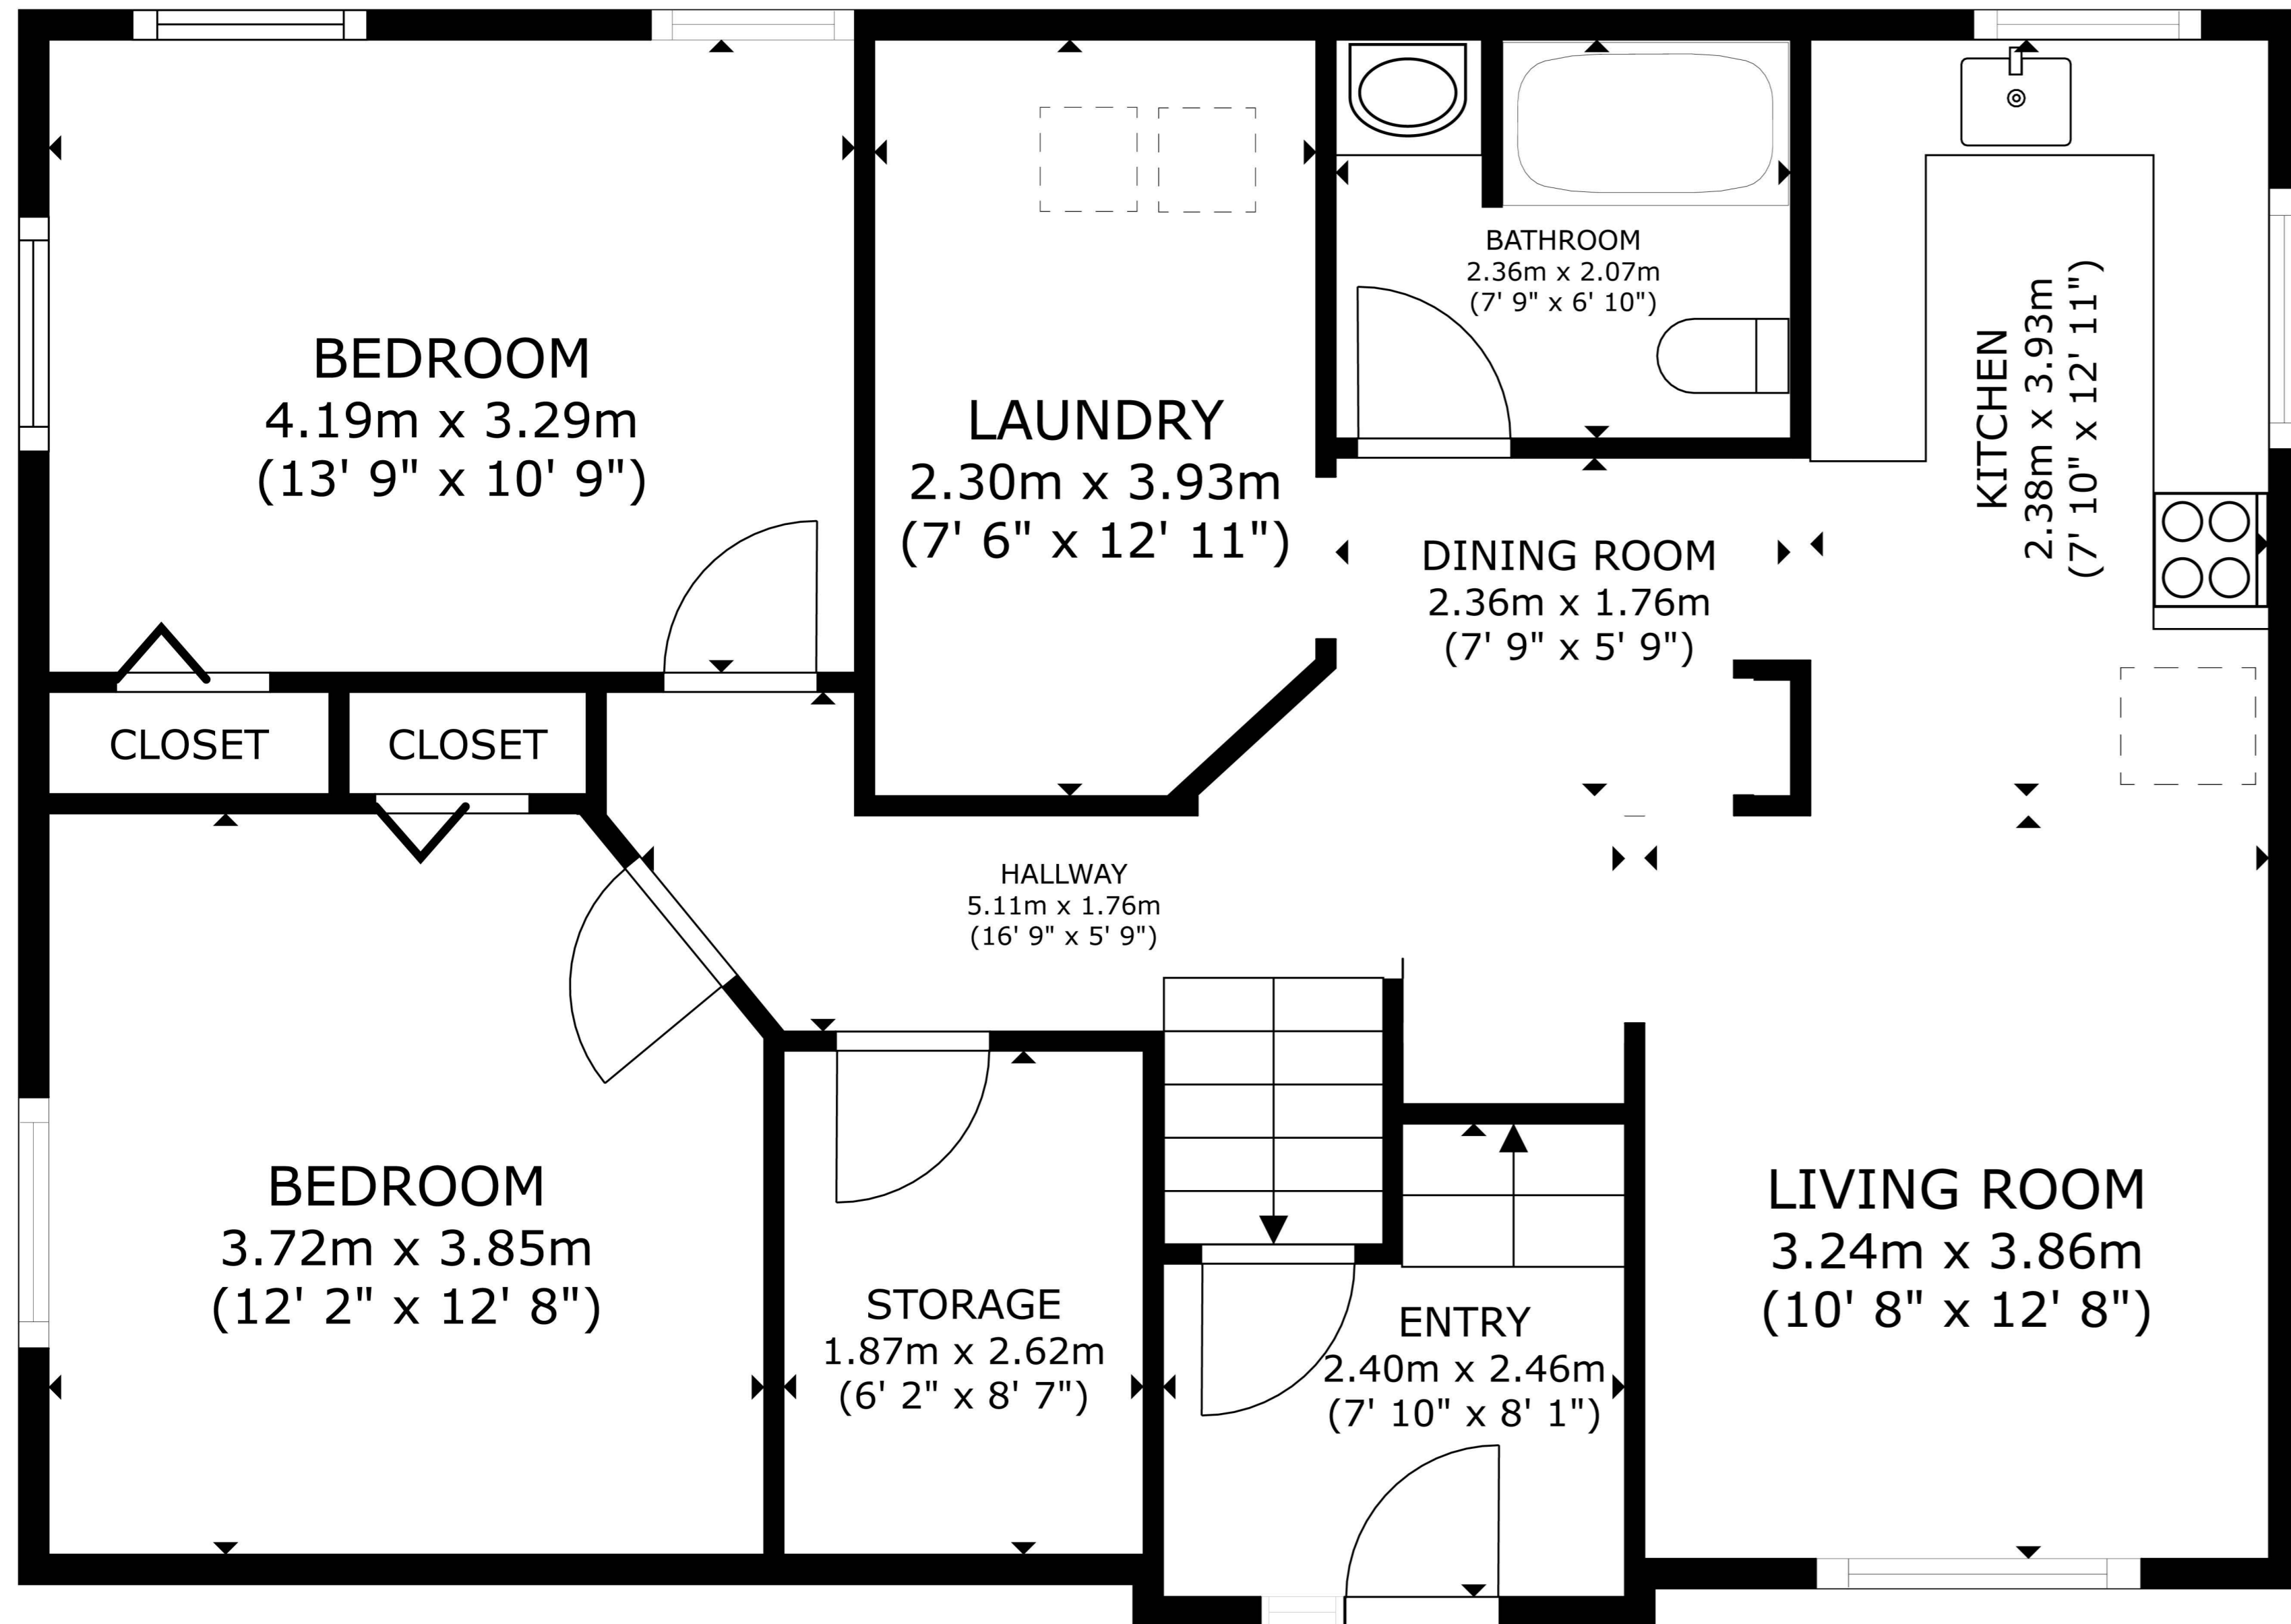 BEDROOM
4.19m x 3.29m
(13' 9" x 10' 9")
LAUNDRY
2.30m x 3.93m
(7' 6" x 12' 11")
BATHROOM
2.36m x 2.07m
(7' 9" x 6' 10")
KITCHEN
2.38m x 3.93m
(7' 10" x 12' 11")
DINING ROOM
2.36m x 1.76m
(7' 9" x 5' 9")
CLOSET
CLOSET
HALLWAY
5.11m x 1.76m
(16' 9" x 5' 9")
BEDROOM
3.72m x 3.85m
(12' 2" x 12' 8")
STORAGE
1.87m x 2.62m
(6' 2" x 8' 7")
ENTRY
2.40m x 2.46m
(7' 10" x 8' 1")
LIVING ROOM
3.24m x 3.86m
(10' 8" x 12' 8")